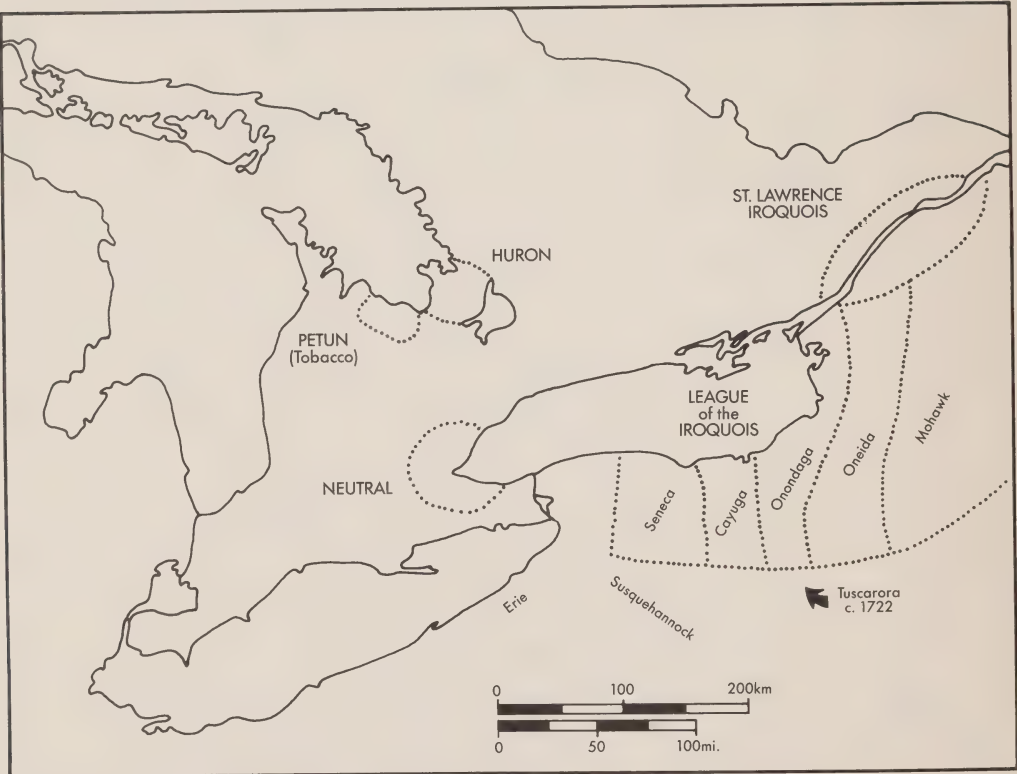 ST. LAWRENCE
IROQUOIS
HURON
PETUN
(Tobacco)
LEAGUE
of the
IROQUOIS
NEUTRAL
Seneca
Cayuga
Onondaga
Oneida
Mohawk
Erie
Susquehannock
Tuscarora
c. 1722
0 100 200km
0 50 100mi.